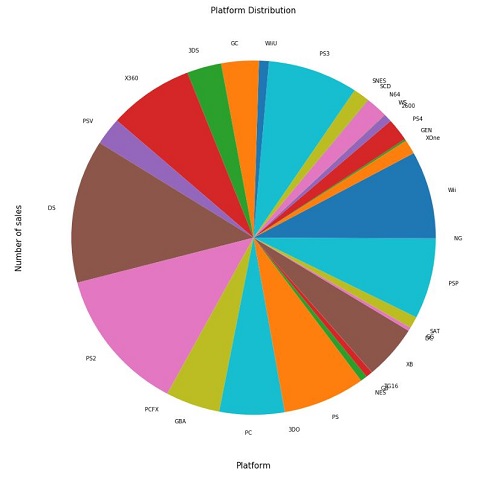 Platform Distribution
WiiU
GC
3DS
PS3
X360
SNES
SCD
N64
WS
2600
PSV
PS4
GEN
XOne
Wii
DS
Number of sales
NG
PSP
SAT
PS2
XB
TG16
NES
PCFX
PS
GBA
3DO
PC
Platform